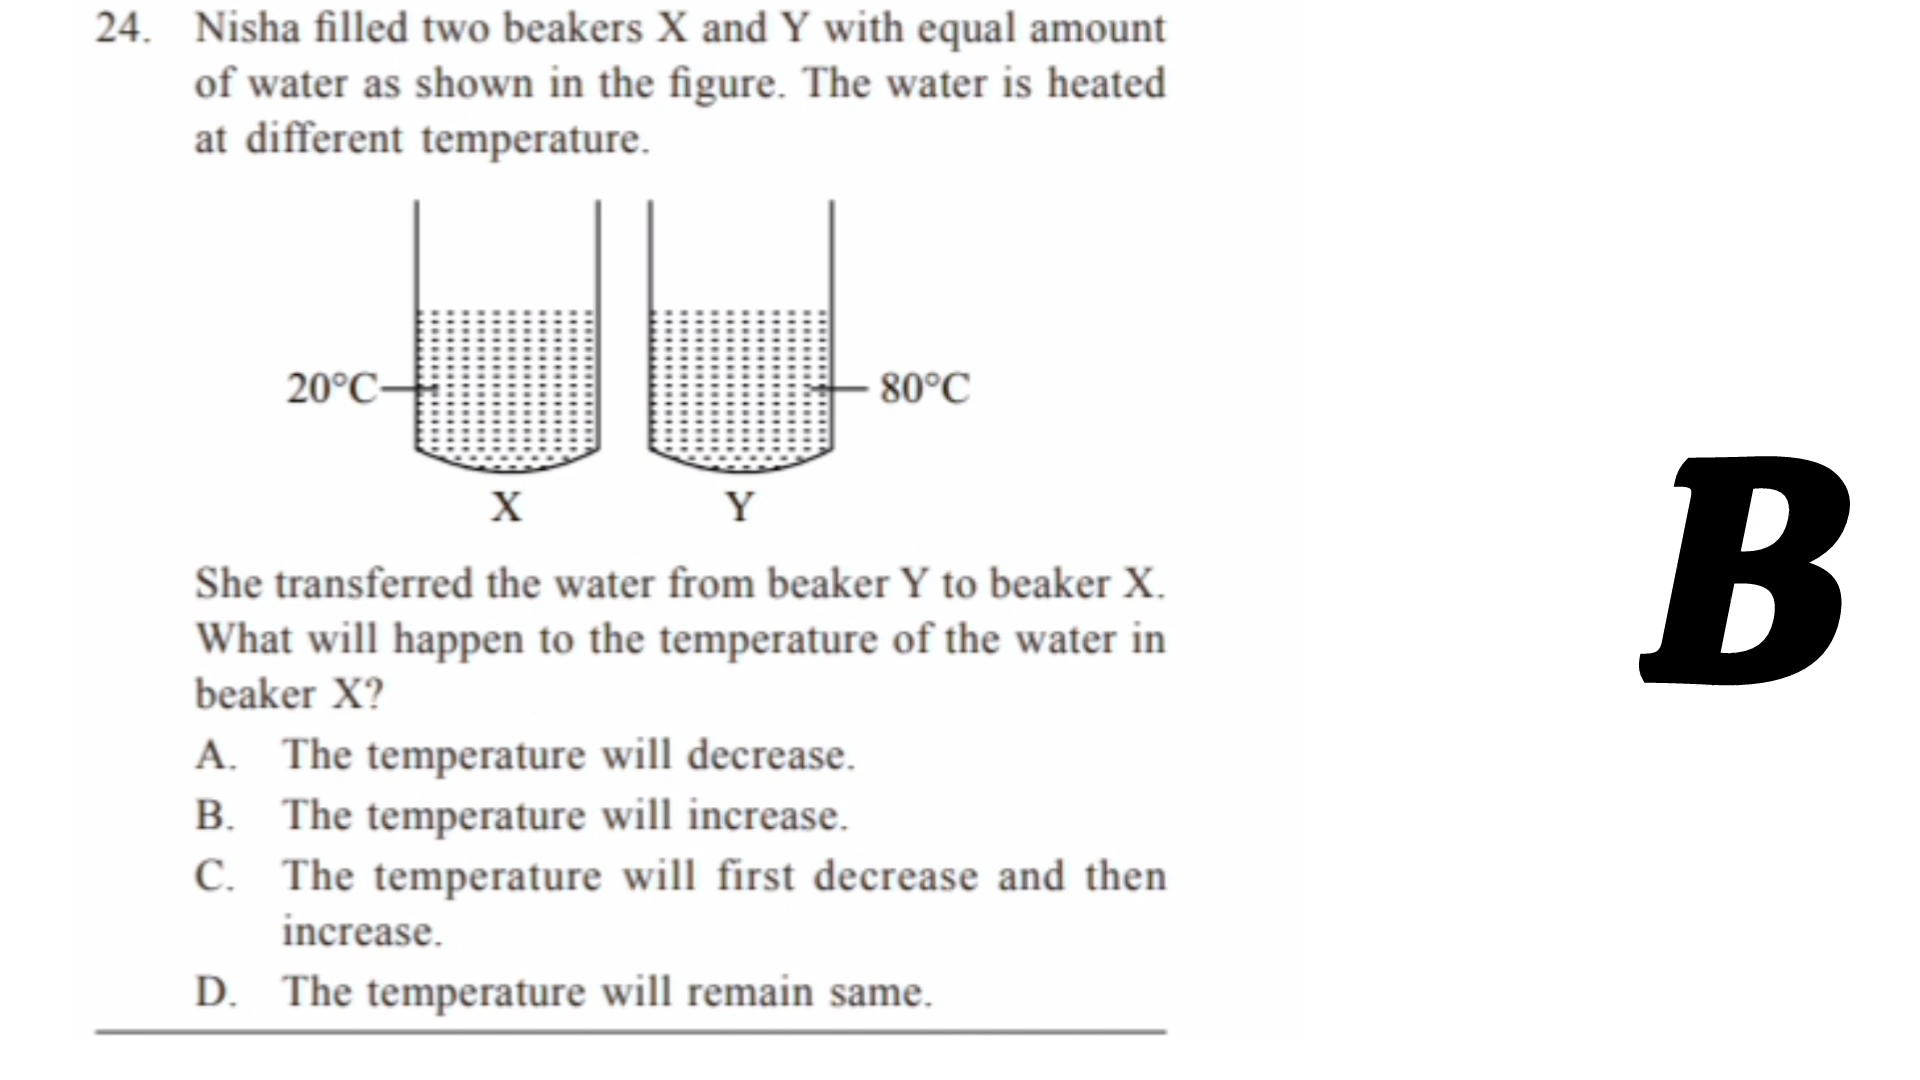 24. Nisha filled two beakers X and Y with equal amount
of water as shown in the figure. The water is heated
at different temperature.
20°C
80°C
X
Y
She transferred the water from beaker Y to beaker X.
What will happen to the temperature of the water in
beaker X?
A. The temperature will decrease.
B. The temperature will increase.
C. The temperature will first decrease and then
increase.
D. The temperature will remain same.
B